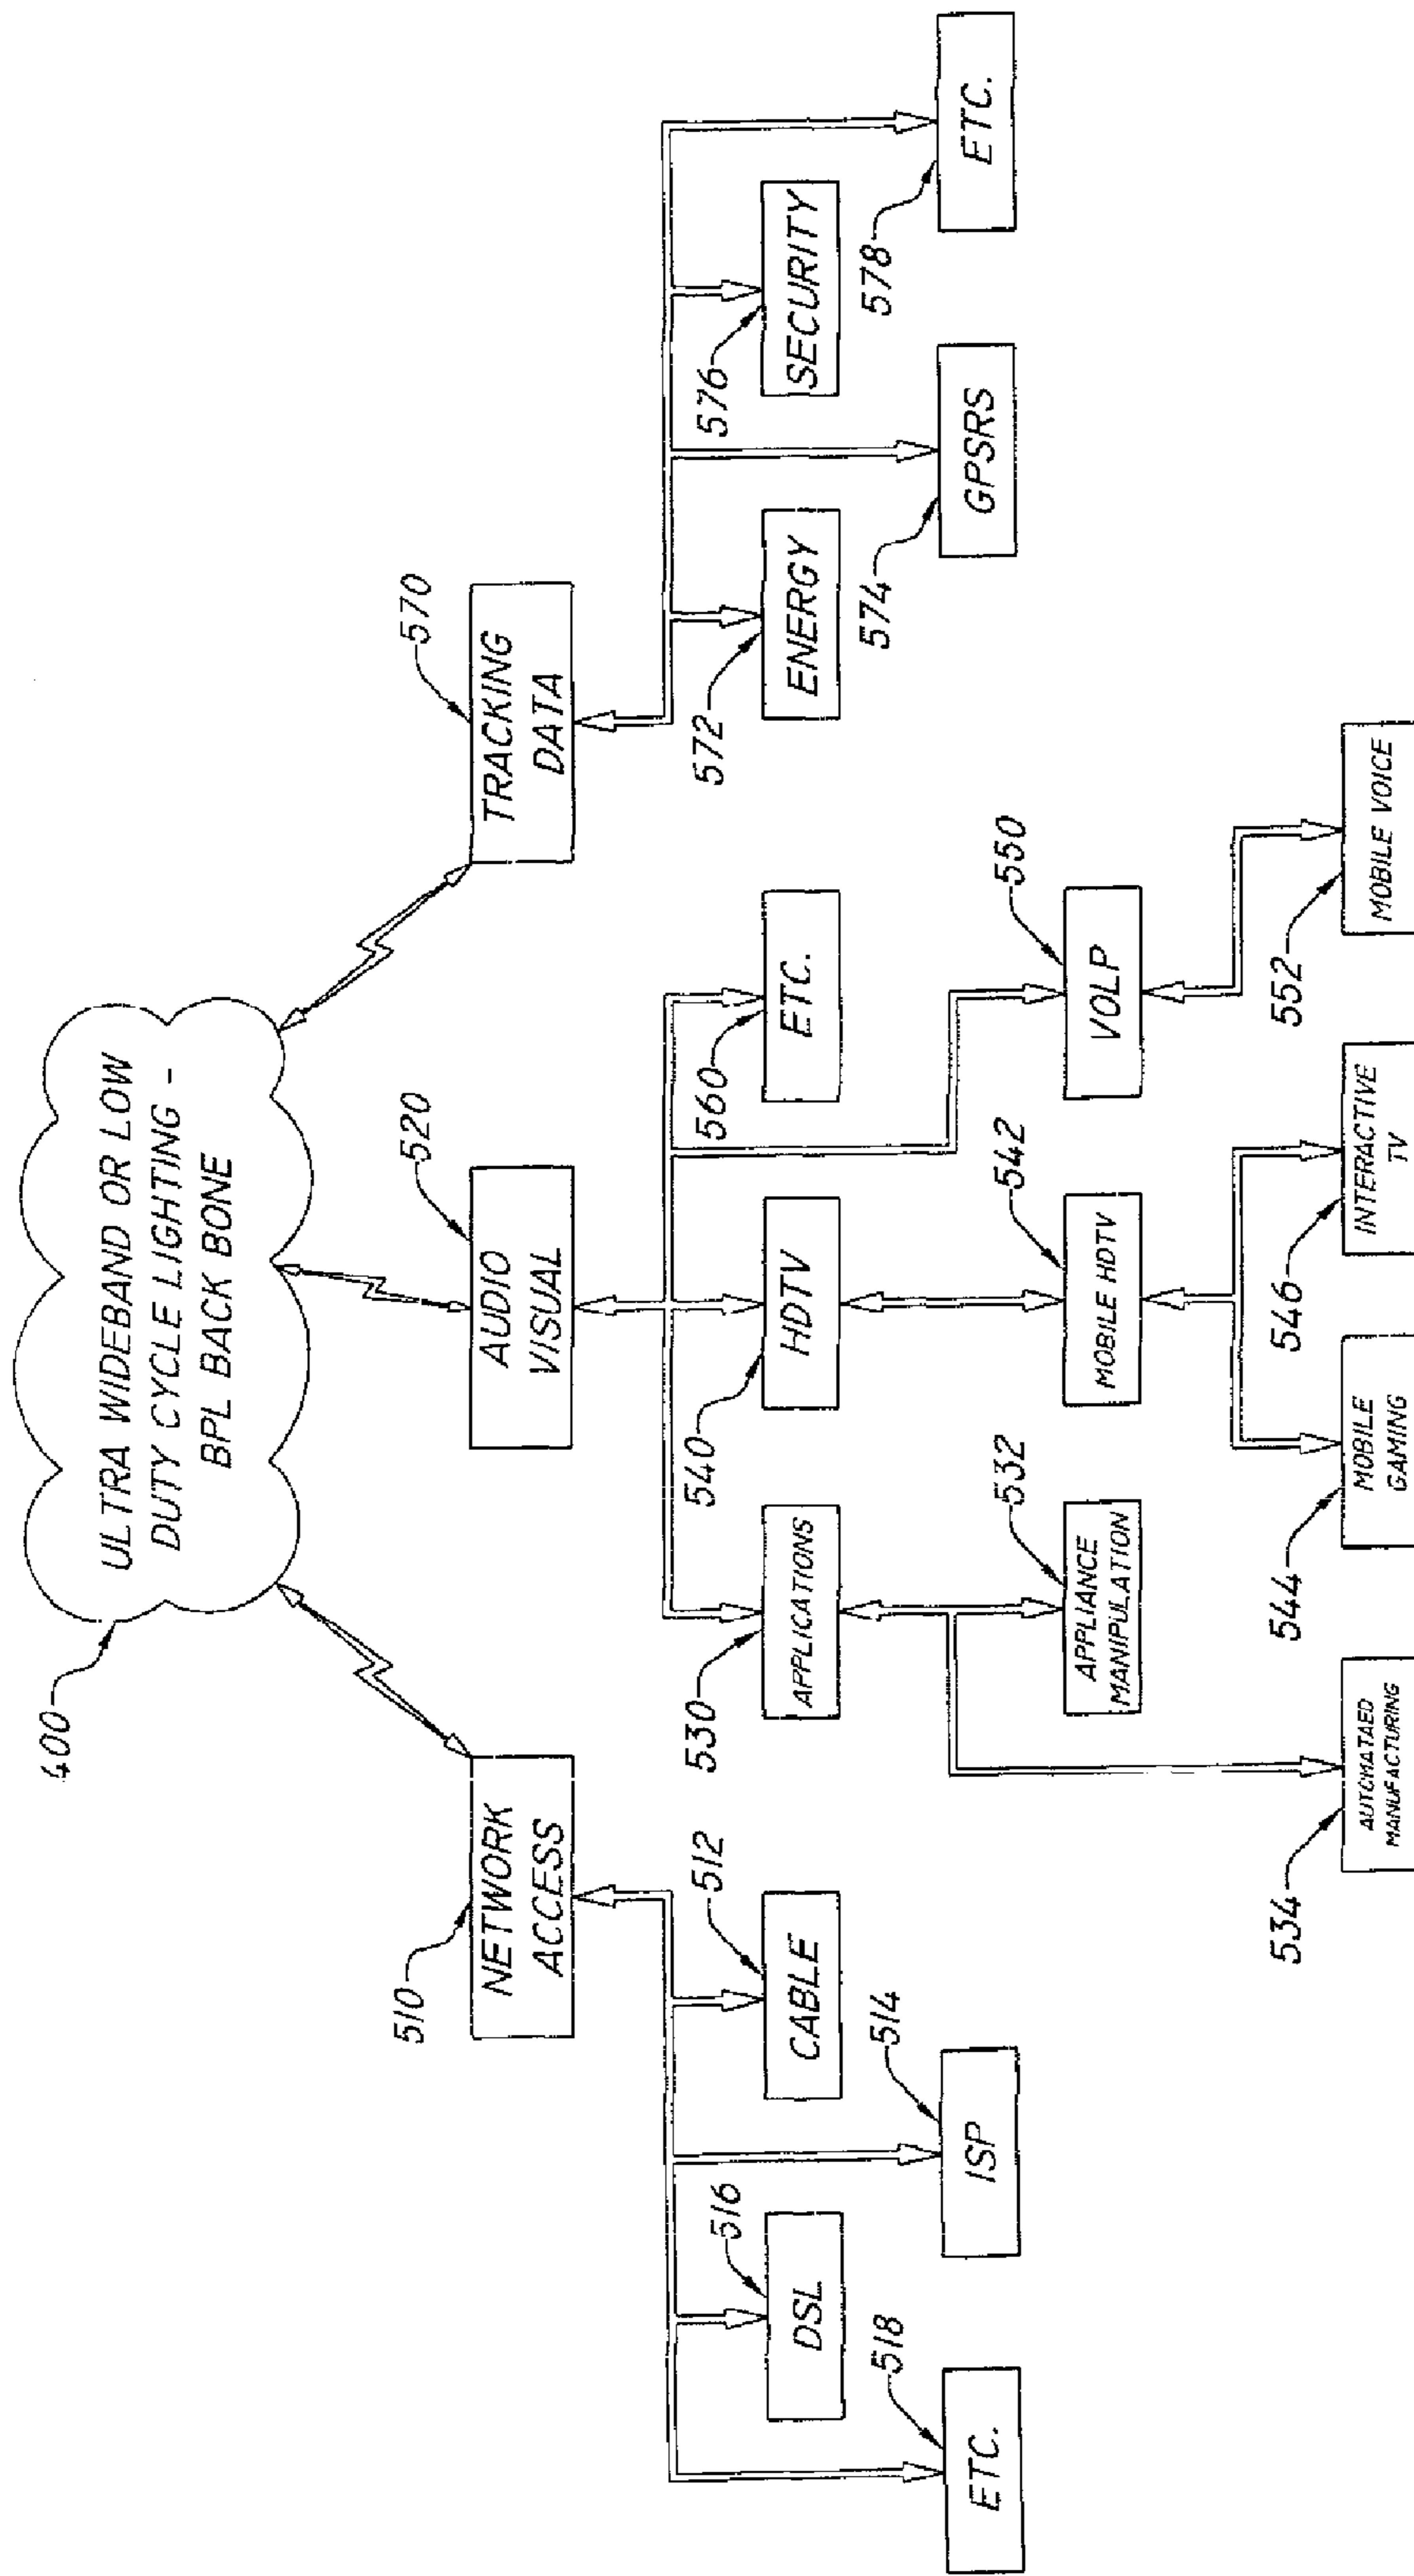 400
ULTRA WIDEBAND OR LOW
DUTY CYCLE LIGHTING -
BPL BACK BONE
510
NETWORK
ACCESS
520
AUDIO
VISUAL
570
TRACKING
DATA
516
DSL
512
CABLE
530
APPLICATIONS
540
HDTV
560
ETC.
572
ENERGY
576
SECURITY
518
ETC.
514
ISP
574
GPSRS
578
ETC.
532
APPLIANCE
MANIPULATION
542
MOBILE HDTV
550
VOLP
534
AUTOMATAED
MANUFACTURING
544
MOBILE
GAMING
546
INTERACTIVE
TV
552
MOBILE VOICE